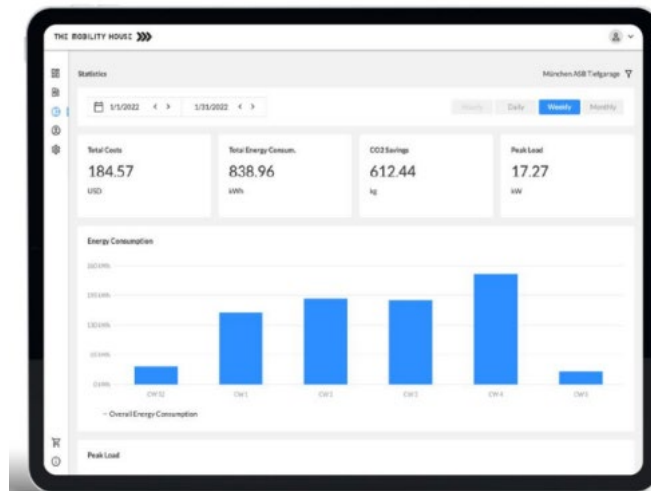 THE MOBILITY HOUSE
Statistics
München ASB Tiefgarage
1/1/2022
1/31/2022
Daily
Weekly
Monthly
Total Costs
Total Energy Consum.
CO2 Savings
Peak Load
184.57
838.96
612.44
17.27
USD
kWh
kg
kW
Energy Consumption
0 kWh
CW 52
CW 1
CW 2
CW 3
CW 4
CW 5
Overall Energy Consumption
Peak Load